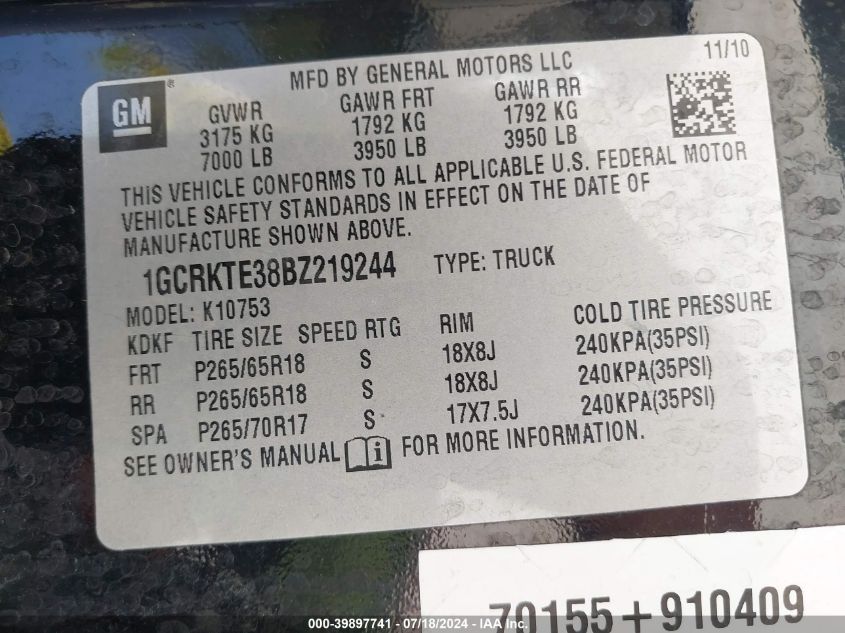 11/10
MFD BY GENERAL MOTORS LLC
GM ®
GVWR GAWR FRT GAWR RR
3175 KG 1792 KG 1792 KG
7000 LB 3950 LB 3950 LB
THIS VEHICLE CONFORMS TO ALL APPLICABLE U.S. FEDERAL MOTOR
VEHICLE SAFETY STANDARDS IN EFFECT ON THE DATE OF
MANUFACTURE SHOWN ABOVE.
1GCRKTE38BZ219244 TYPE: TRUCK
MODEL: K10753
KDKF TIRE SIZE SPEED RTG RIM COLD TIRE PRESSURE
FRT P265/65R18 S 18X8J 240KPA(35PSI)
RR P265/65R18 S 18X8J 240KPA(35PSI)
SPA P265/70R17 S 17X7.5J 240KPA(35PSI)
SEE OWNER'S MANUAL i FOR MORE INFORMATION.
70155+910409
000-39897741 - 07/18/2024 - IAAI.com